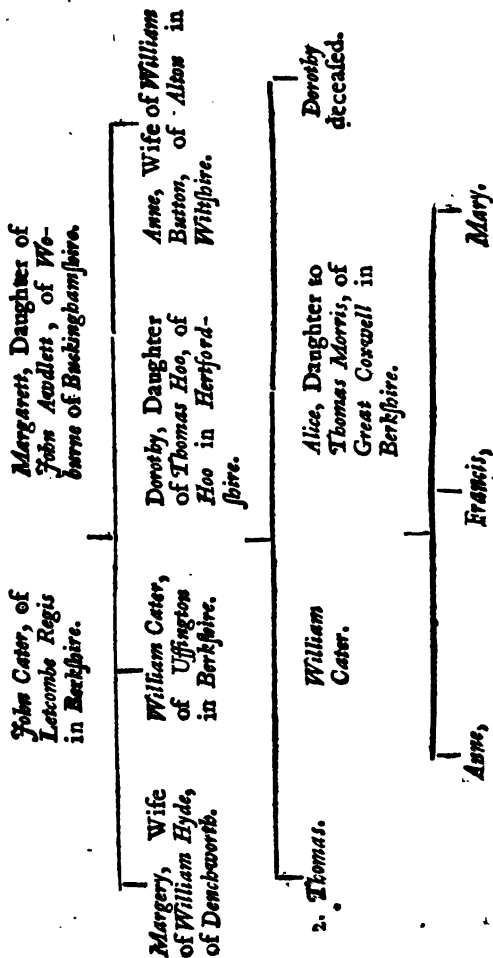 John Cater, of
Letcombe Regis
in Berkſhire.
Margarett, Daughter of
John Awdlett, of Wo-
burne of Buckinghamſhire.
Margery, Wife
of William Hyde,
of Denchworth.
William Cater,
of Uffington
in Berkſhire.
Dorothy, Daughter
of Thomas Hoo, of
Hoo in Hertford-
ſhire.
Anne, Wife of William
Button, of Alton in
Wiltſhire.
2. Thomas.
William
Cater.
Alice, Daughter to
Thomas Morris, of
Great Coxwell in
Berkſhire.
Dorothy
deceaſed.
Anne,
Francis,
Mary.